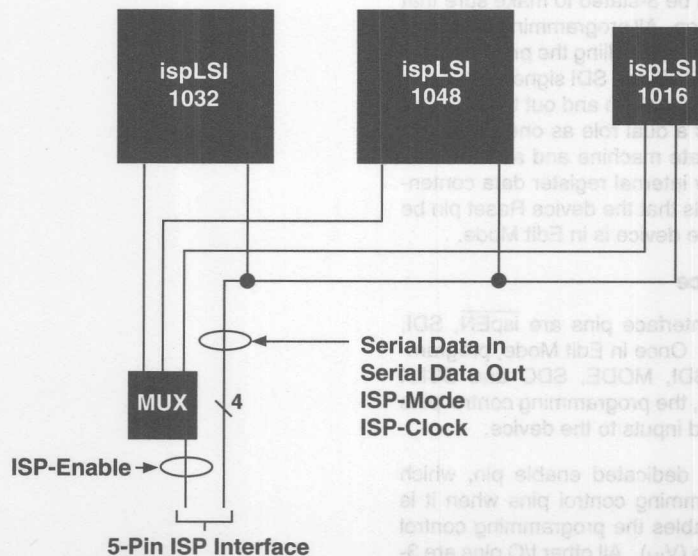 ispLSI
1032
ispLSI
1048
ispLSI
1016
Serial Data In
Serial Data Out
ISP-Mode
ISP-Clock
MUX
4
ISP-Enable
5-Pin ISP Interface